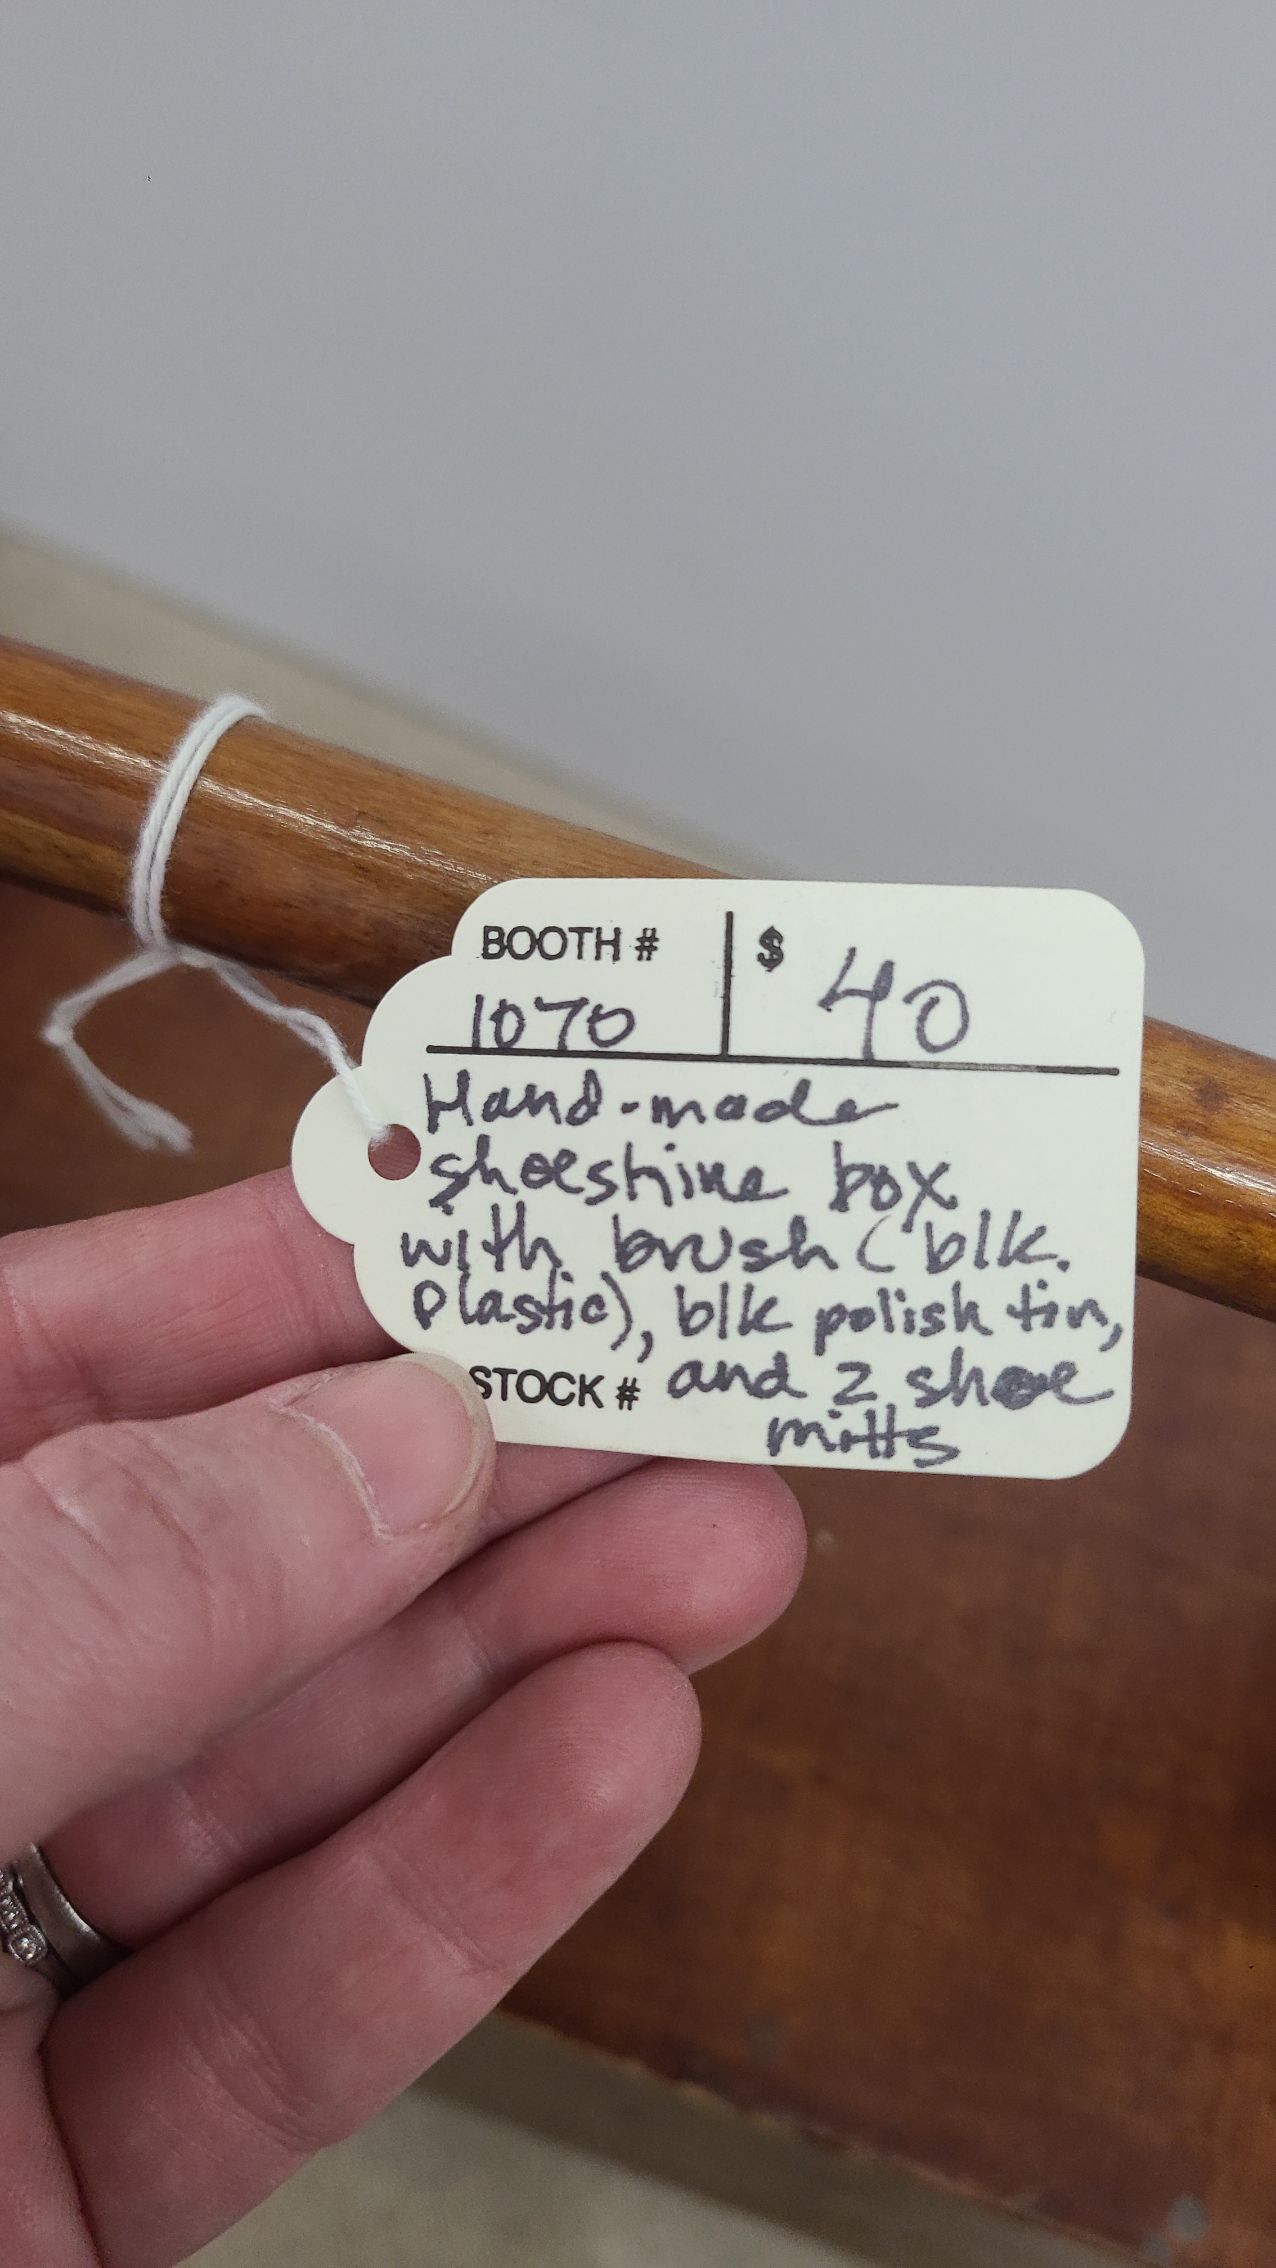 BOOTH # $
1070 40
Hand-made
shoeshine box
with brush (blk.
plastic), blk polish tin,
STOCK # and 2 shoe
mitts